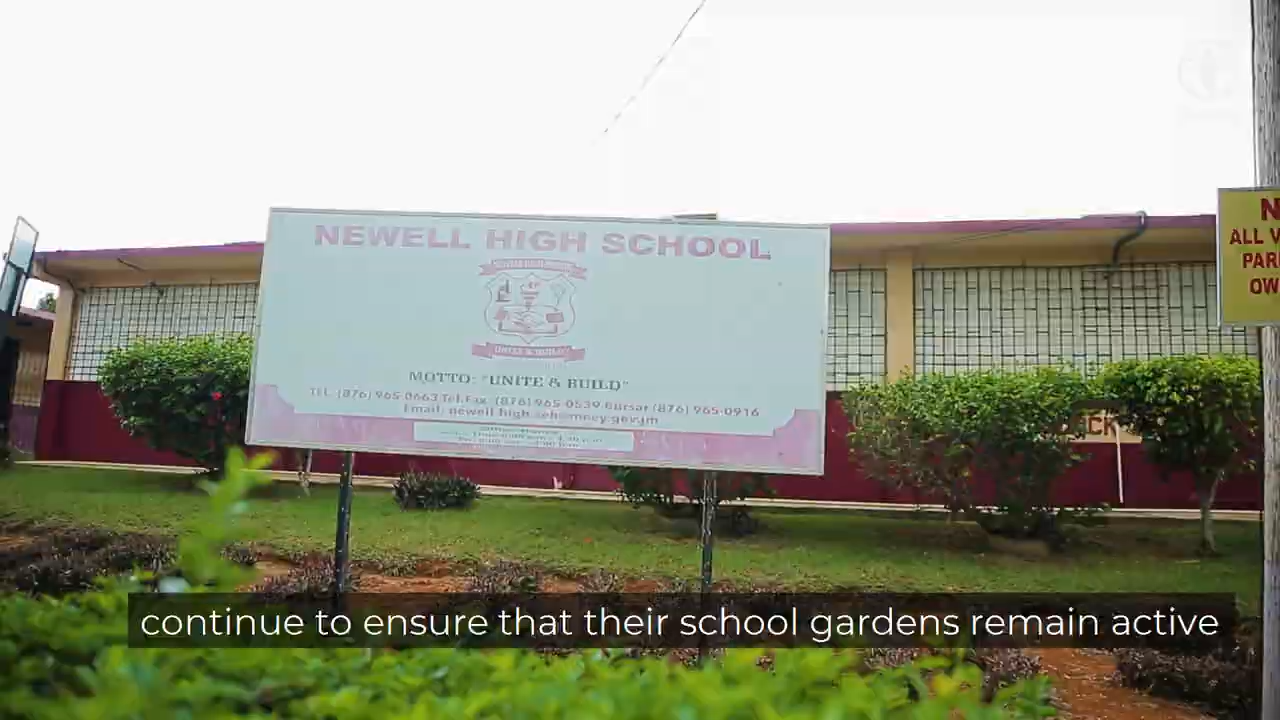 NEWELL HIGH SCHOOL
UNITE & BUILD
MOTTO: "UNITE & BUILD"
TEL. (876) 965-0663 Tel.Fax: (876) 965-0539 Bursar (876) 965-0916
Email: newell.high.sch@moey.gov.jm
N
ALL V
PAR
OW
continue to ensure that their school gardens remain active